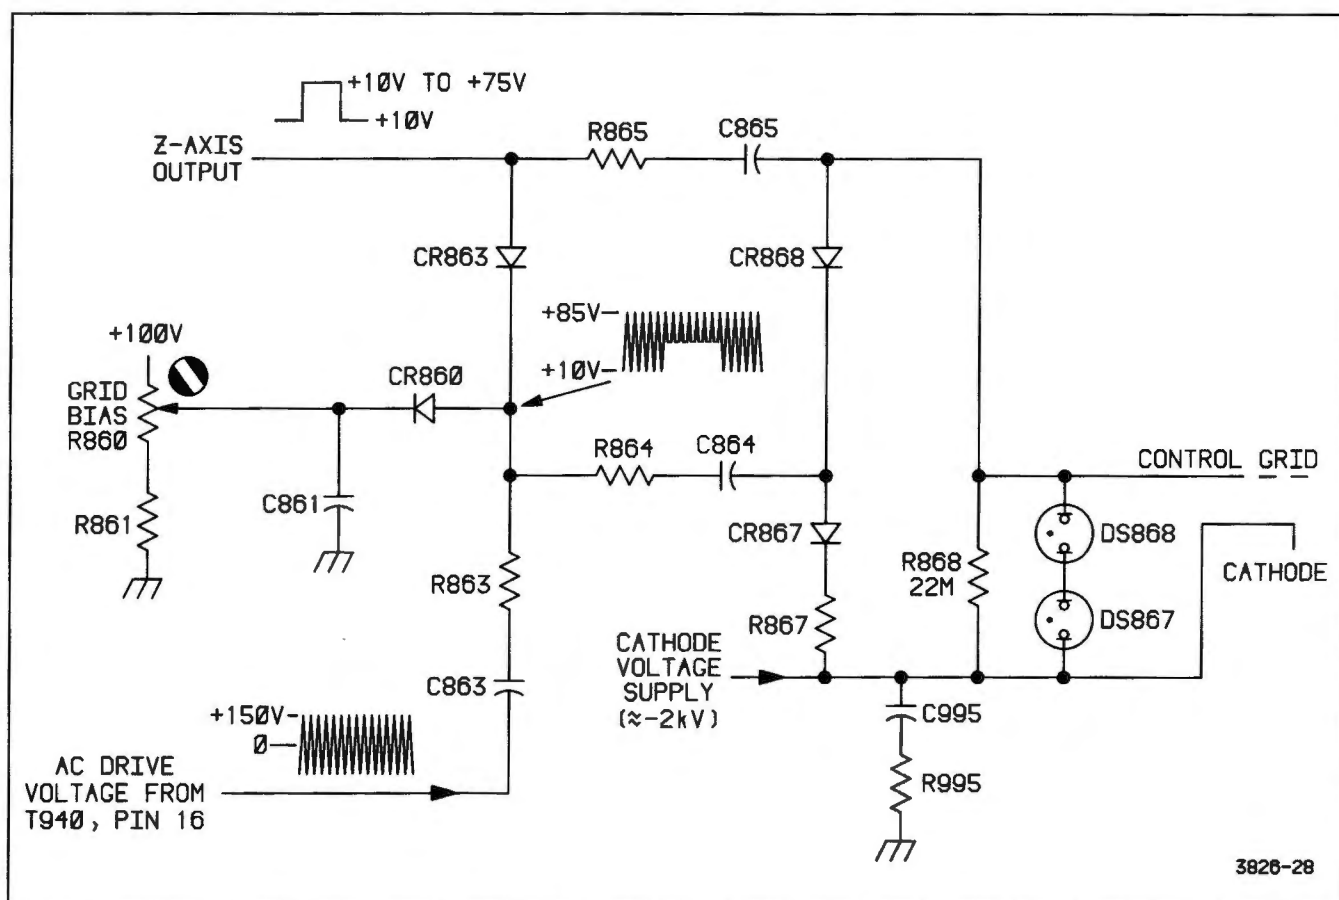 +10V TO +75V
+10V
Z-AXIS
OUTPUT
R865
C865
CR863
CR868
+85V
+10V
+100V
GRID
BIAS
R860
CR860
R864
C864
CONTROL GRID
R861
C861
CR867
R868
22M
DS868
CATHODE
R863
R867
DS867
CATHODE
VOLTAGE
SUPPLY
(≈-2kV)
C863
C995
+150V
0
AC DRIVE
VOLTAGE FROM
T940, PIN 16
R995
3826-28